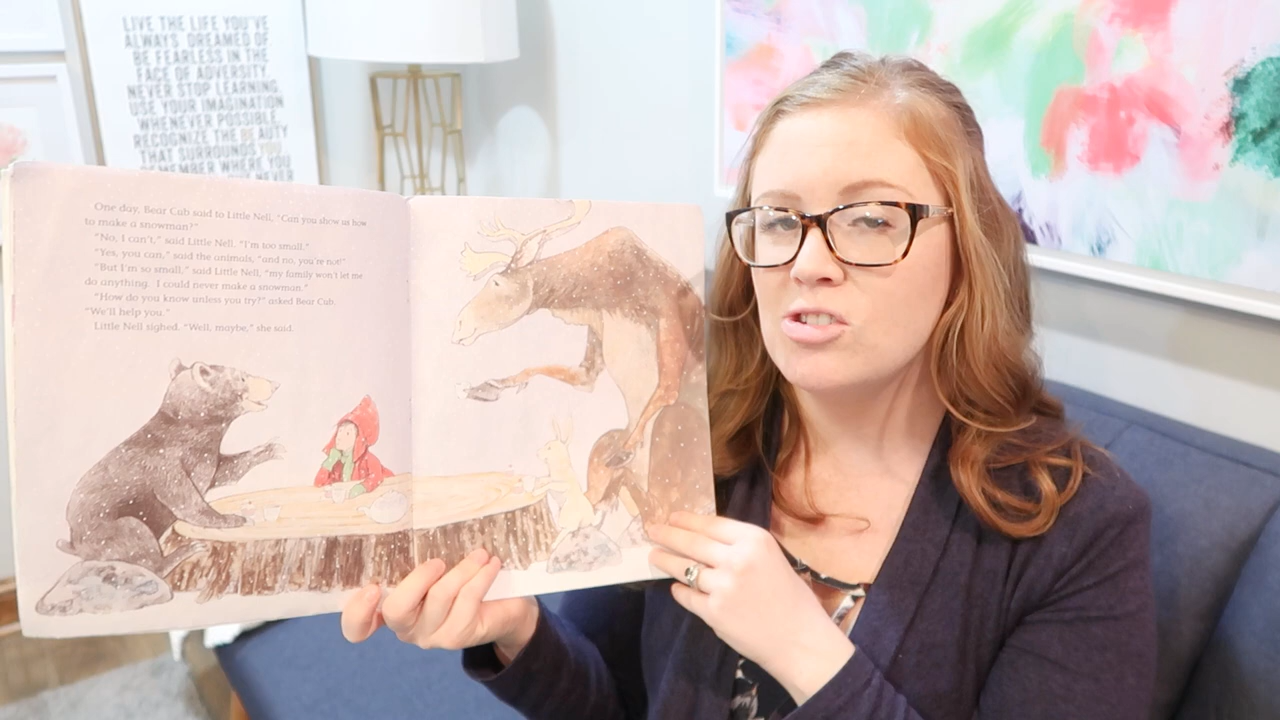 LIVE THE LIFE YOU'VE
ALWAYS DREAMED OF
BE FEARLESS IN THE
FACE OF ADVERSITY
NEVER STOP LEARNING
USE YOUR IMAGINATION
WHENEVER POSSIBLE
RECOGNIZE THE BEAUTY
THAT SURROUNDS YOU
REMEMBER WHERE YOU
One day, Bear Cub said to Little Nell, "Can you show us how
to make a snowman?"
"No, I can't," said Little Nell. "I'm too small."
"Yes, you can," said the animals, "and no, you're not!"
"But I'm so small," said Little Nell, "my family won't let me
do anything. I could never make a snowman."
"How do you know unless you try?" asked Bear Cub.
"We'll help you."
Little Nell sighed. "Well, maybe," she said.